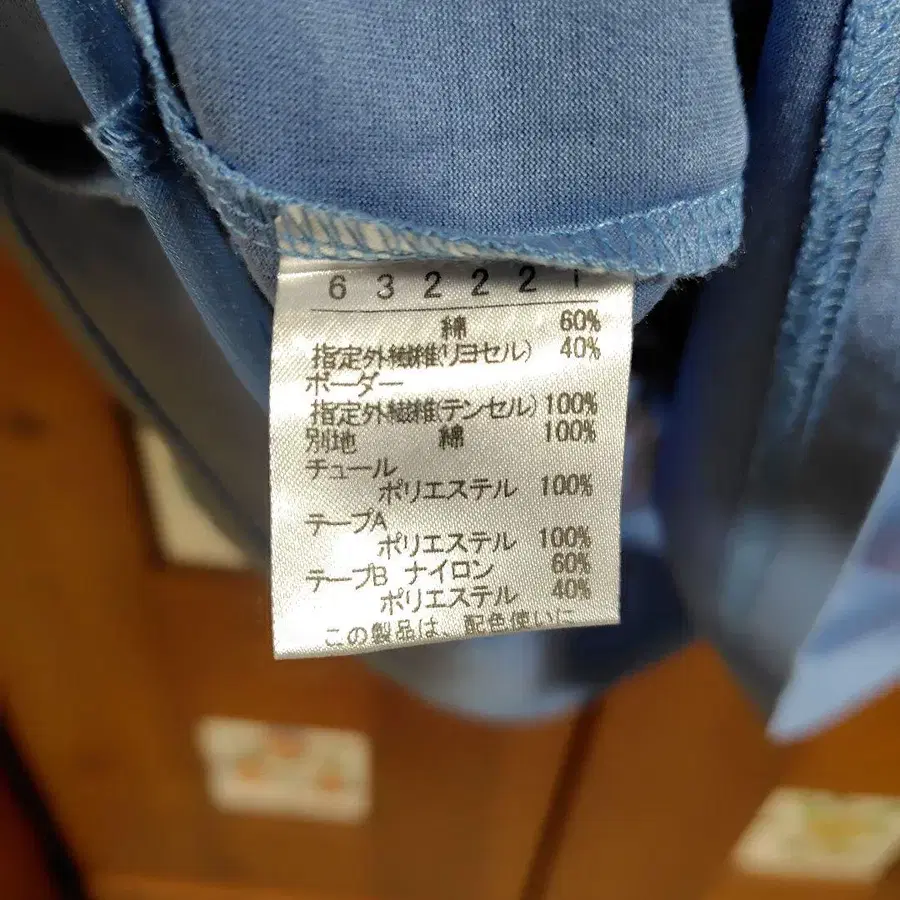 6 3 2 2 2 1
綿 60%
指定外繊維(リヨセル) 40%
ボーダー
指定外繊維(テンセル) 100%
別地 綿 100%
チュール
ポリエステル 100%
テープA
ポリエステル 100%
テープB ナイロン 60%
ポリエステル 40%
この製品は、配色使いに